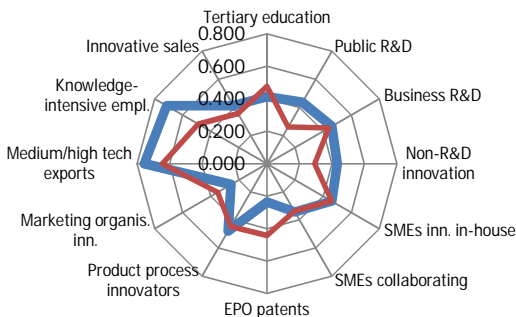 Tertiary education
0.800
Innovative sales
Public R&D
0.600
Knowledge-
intensive empl.
0.400
Business R&D
0.200
Medium/high tech
exports
0.000
Non-R&D
innovation
Marketing organis.
inn.
SMEs inn. in-house
Product process
innovators
SMEs collaborating
EPO patents